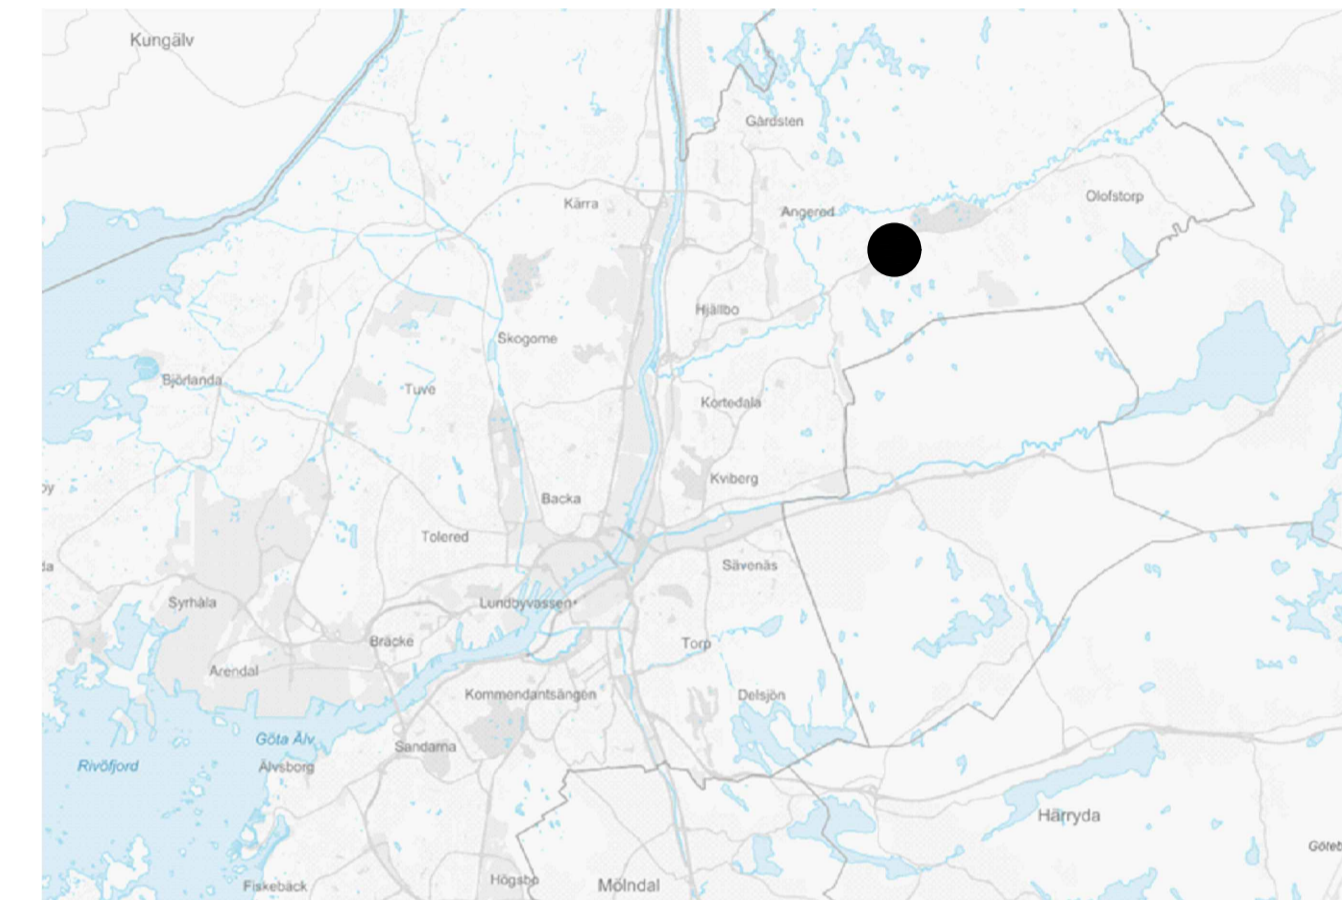 Kungälv
Gårdsten
Olofstorp
Kärra
Angered
Hjällbo
Skogome
Björlanda
Tuve
Kortedala
Kviberg
Backa
Tolered
Sävenäs
Syrhåla
Lundbyvassen
Bräcke
Torp
Arendal
Kommendantsängen
Delsjön
Göta Älv
Sandarna
Rivöfjord
Älvsborg
Härryda
Högsbo
Mölndal
Fiskebäck